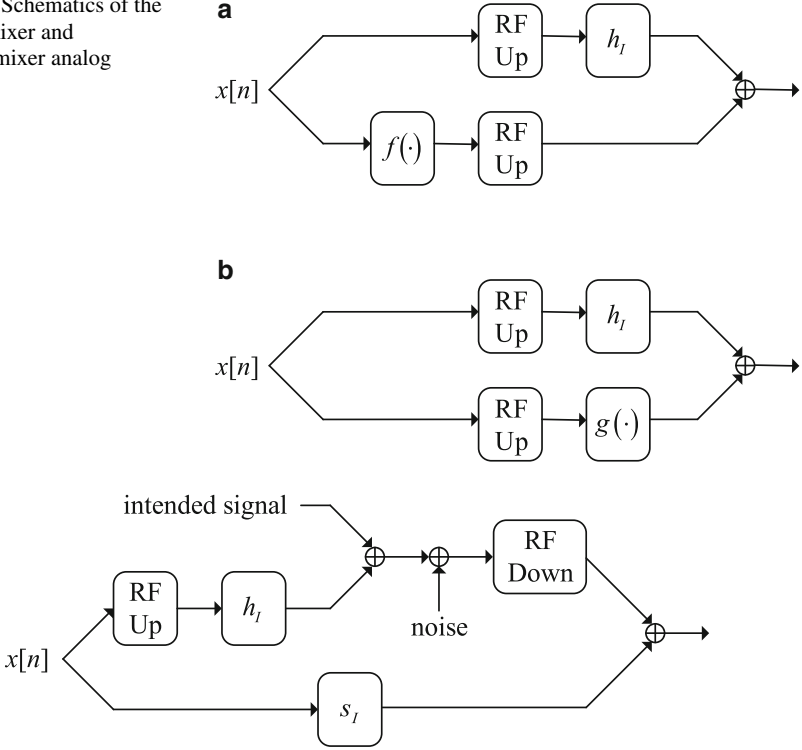 Schematics of the
ixer and
mixer analog
a
RF
Up
h_I
x[n]
f(·)
RF
Up
b
RF
Up
h_I
x[n]
RF
Up
g(·)
intended signal
RF
Down
RF
Up
h_I
noise
x[n]
s_I